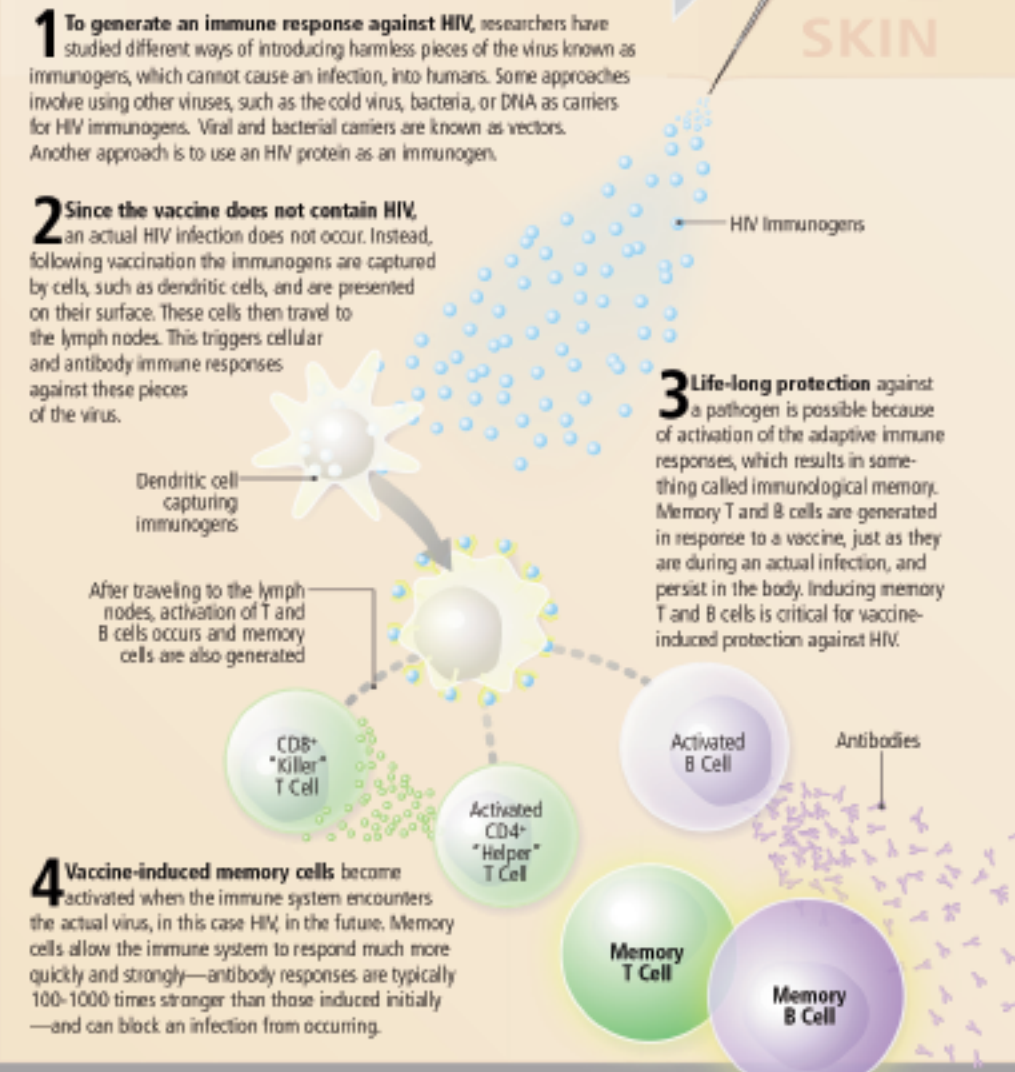 SKIN
1 To generate an immune response against HIV, researchers have
studied different ways of introducing harmless pieces of the virus known as
immunogens, which cannot cause an infection, into humans. Some approaches
involve using other viruses, such as the cold virus, bacteria, or DNA as carriers
for HIV immunogens. Viral and bacterial carriers are known as vectors.
Another approach is to use an HIV protein as an immunogen.
2 Since the vaccine does not contain HIV,
an actual HIV infection does not occur. Instead,
following vaccination the immunogens are captured
by cells, such as dendritic cells, and are presented
on their surface. These cells then travel to
the lymph nodes. This triggers cellular
and antibody immune responses
against these pieces
of the virus.
HIV Immunogens
3 Life-long protection against
a pathogen is possible because
of activation of the adaptive immune
responses, which results in some-
thing called immunological memory.
Memory T and B cells are generated
in response to a vaccine, just as they
are during an actual infection, and
persist in the body. Inducing memory
T and B cells is critical for vaccine-
induced protection against HIV.
Dendritic cell
capturing
immunogens
After traveling to the lymph
nodes, activation of T and
B cells occurs and memory
cells are also generated
CD8+
"Killer"
T Cell
Activated
CD4+
"Helper"
T Cell
Activated
B Cell
Antibodies
4 Vaccine-induced memory cells become
activated when the immune system encounters
the actual virus, in this case HIV, in the future. Memory
cells allow the immune system to respond much more
quickly and strongly—antibody responses are typically
100-1000 times stronger than those induced initially
—and can block an infection from occurring.
Memory
T Cell
Memory
B Cell